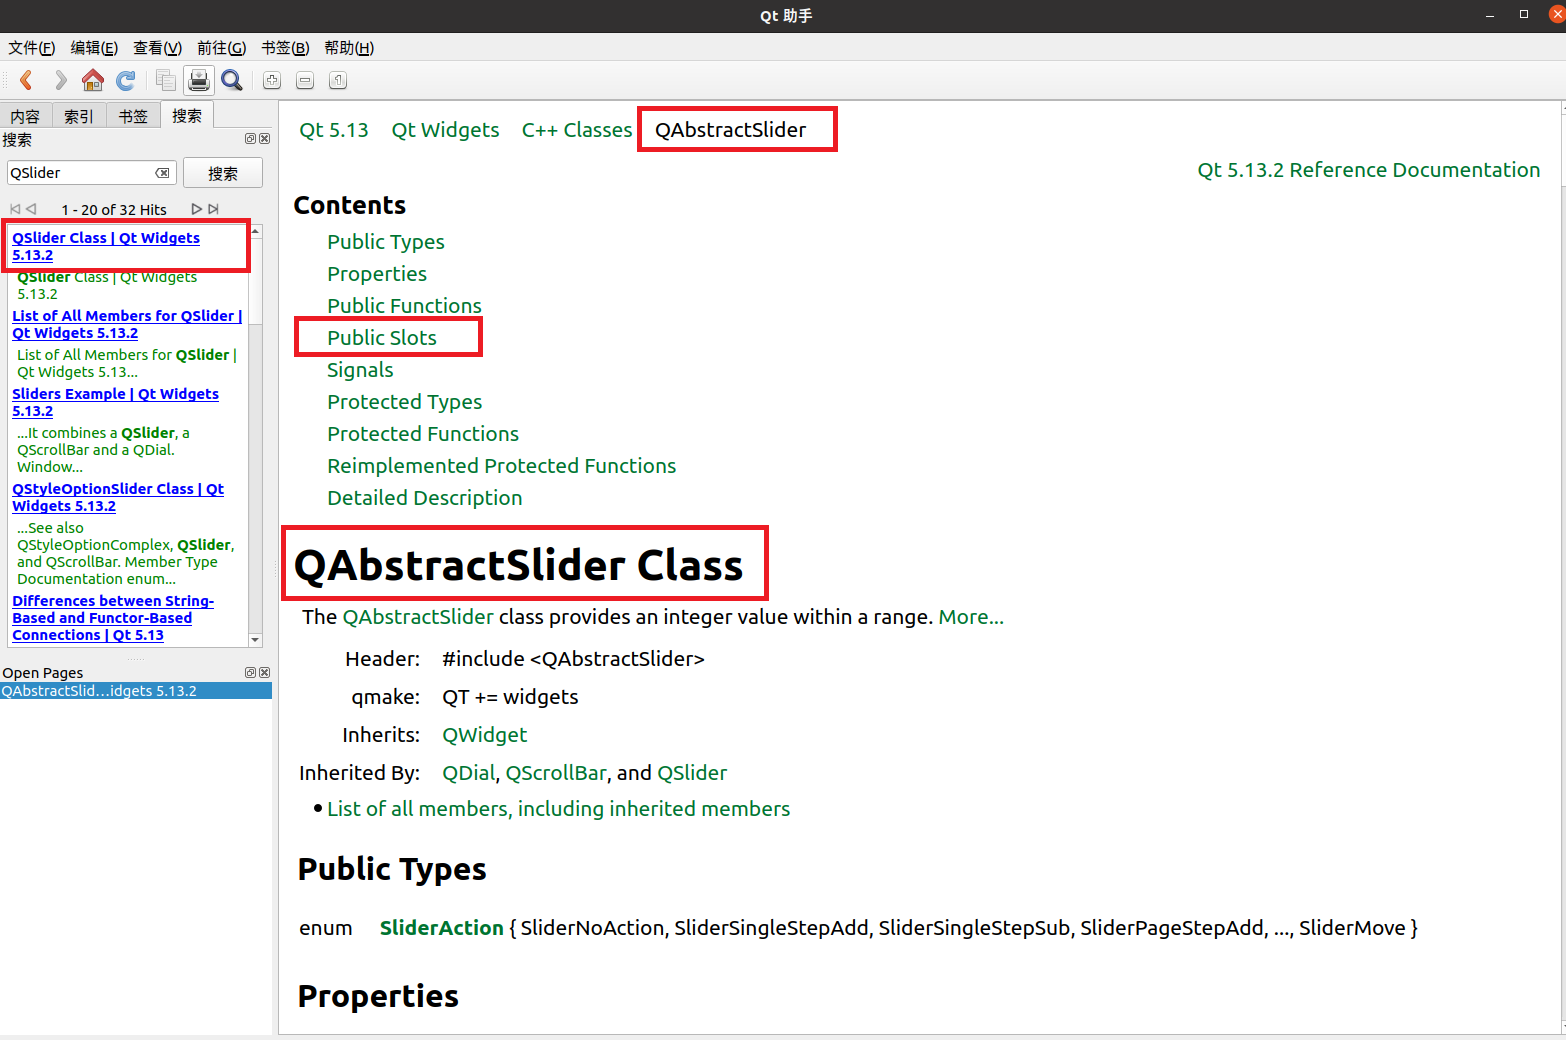 Qt 助手
文件(F) 编辑(E) 查看(V) 前往(G) 书签(B) 帮助(H)
内容 索引 书签 搜索
搜索
QSlider 搜索
1 - 20 of 32 Hits
QSlider Class | Qt Widgets
5.13.2
QSlider Class | Qt Widgets
5.13.2
List of All Members for QSlider |
Qt Widgets 5.13.2
List of All Members for QSlider |
Qt Widgets 5.13...
Sliders Example | Qt Widgets
5.13.2
...It combines a QSlider, a
QScrollBar and a QDial.
Window...
QStyleOptionSlider Class | Qt
Widgets 5.13.2
...See also
QStyleOptionComplex, QSlider,
and QScrollBar. Member Type
Documentation enum...
Differences between String-
Based and Functor-Based
Connections | Qt 5.13
Open Pages
QAbstractSlid...idgets 5.13.2
Qt 5.13 Qt Widgets C++ Classes QAbstractSlider
Qt 5.13.2 Reference Documentation
Contents
Public Types
Properties
Public Functions
Public Slots
Signals
Protected Types
Protected Functions
Reimplemented Protected Functions
Detailed Description
QAbstractSlider Class
The QAbstractSlider class provides an integer value within a range. More...
Header: #include <QAbstractSlider>
qmake: QT += widgets
Inherits: QWidget
Inherited By: QDial, QScrollBar, and QSlider
• List of all members, including inherited members
Public Types
enum SliderAction { SliderNoAction, SliderSingleStepAdd, SliderSingleStepSub, SliderPageStepAdd, ..., SliderMove }
Properties